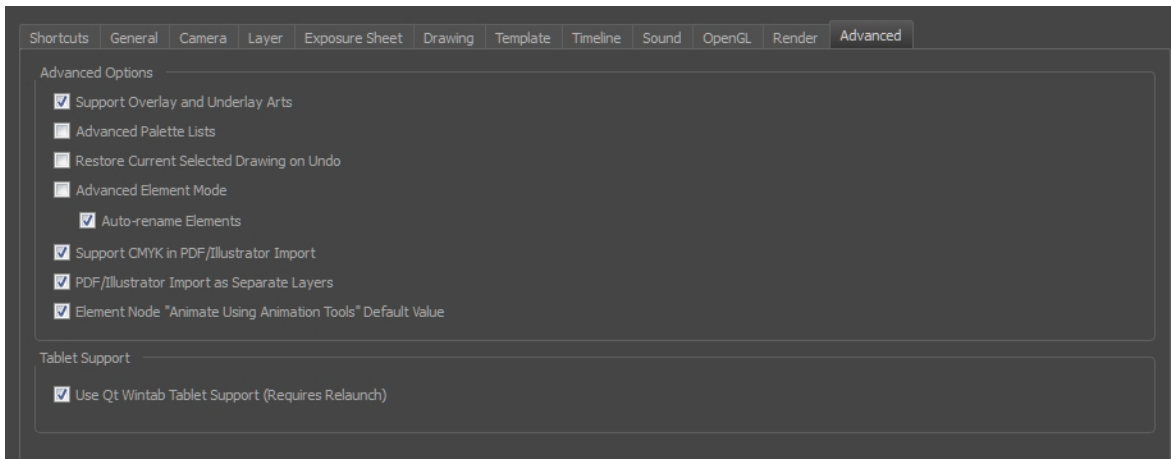 Shortcuts General Camera Layer Exposure Sheet Drawing Template Timeline Sound OpenGL Render Advanced
Advanced Options
Support Overlay and Underlay Arts
Advanced Palette Lists
Restore Current Selected Drawing on Undo
Advanced Element Mode
Auto-rename Elements
Support CMYK in PDF/Illustrator Import
PDF/Illustrator Import as Separate Layers
Element Node "Animate Using Animation Tools" Default Value
Tablet Support
Use Qt Wintab Tablet Support (Requires Relaunch)